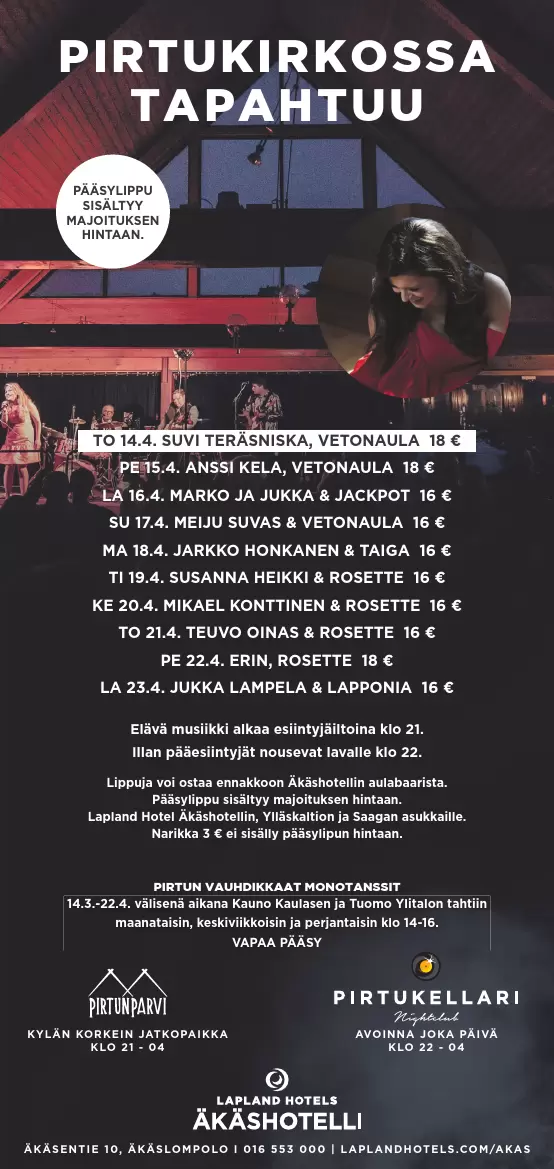 PIRTUKIRKOSSA
TAPAHTUU
PÄÄSYLIPPU
SISÄLTYY
MAJOITUKSEN
HINTAAN.
TO 14.4. SUVI TERÄSNISKA, VETONAULA 18 €
PE 15.4. ANSSI KELA, VETONAULA 18 €
LA 16.4. MARKO JA JUKKA & JACKPOT 16 €
SU 17.4. MEIJU SUVAS & VETONAULA 16 €
MA 18.4. JARKKO HONKANEN & TAIGA 16 €
TI 19.4. SUSANNA HEIKKI & ROSETTE 16 €
KE 20.4. MIKAEL KONTTINEN & ROSETTE 16 €
TO 21.4. TEUVO OINAS & ROSETTE 16 €
PE 22.4. ERIN, ROSETTE 18 €
LA 23.4. JUKKA LAMPELA & LAPPONIA 16 €
Elävä musiikki alkaa esiintyjäiltoina klo 21.
Illan pääesiintyjät nousevat lavalle klo 22.
Lippuja voi ostaa ennakkoon Äkäshotellin aulabaarista.
Pääsylippu sisältyy majoituksen hintaan.
Lapland Hotel Äkäshotellin, Ylläskaltion ja Saagan asukkaille.
Narikka 3 € ei sisälly pääsylipun hintaan.
PIRTUN VAUHDIKKAAT MONOTANSSIT
14.3.-22.4. välisenä aikana Kauno Kaulasen ja Tuomo Ylitalon tahtiin
maanataisin, keskiviikkoisin ja perjantaisin klo 14-16.
VAPAA PÄÄSY
PIRTUNPARVI
KYLÄN KORKEIN JATKOPAIKKA
KLO 21 - 04
PIRTUKELLARI
Nightclub
AVOINNA JOKA PÄIVÄ
KLO 22 - 04
LAPLAND HOTELS
ÄKÄSHOTELLI
ÄKÄSENTIE 10, ÄKÄSLOMPOLO I 016 553 000 | LAPLANDHOTELS.COM/AKAS